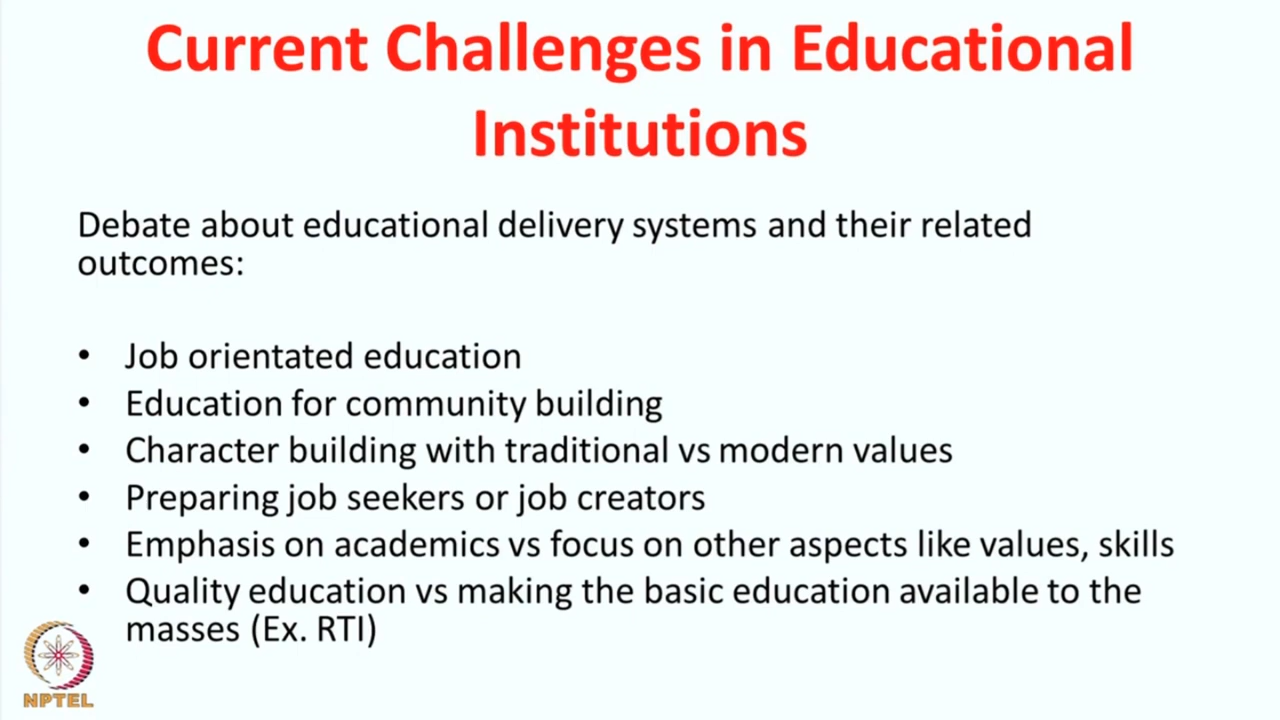 Current Challenges in Educational
Institutions
Debate about educational delivery systems and their related
outcomes:
• Job orientated education
• Education for community building
• Character building with traditional vs modern values
• Preparing job seekers or job creators
• Emphasis on academics vs focus on other aspects like values, skills
• Quality education vs making the basic education available to the
masses (Ex. RTI)
NPTEL